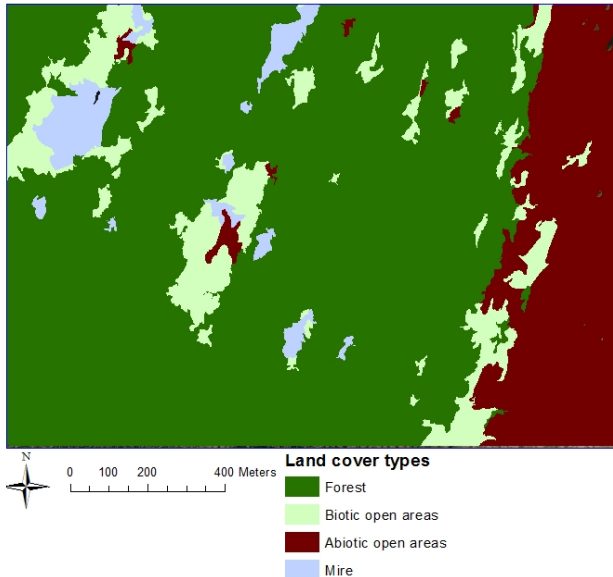 N
0 100 200 400 Meters
Land cover types
Forest
Biotic open areas
Abiotic open areas
Mire